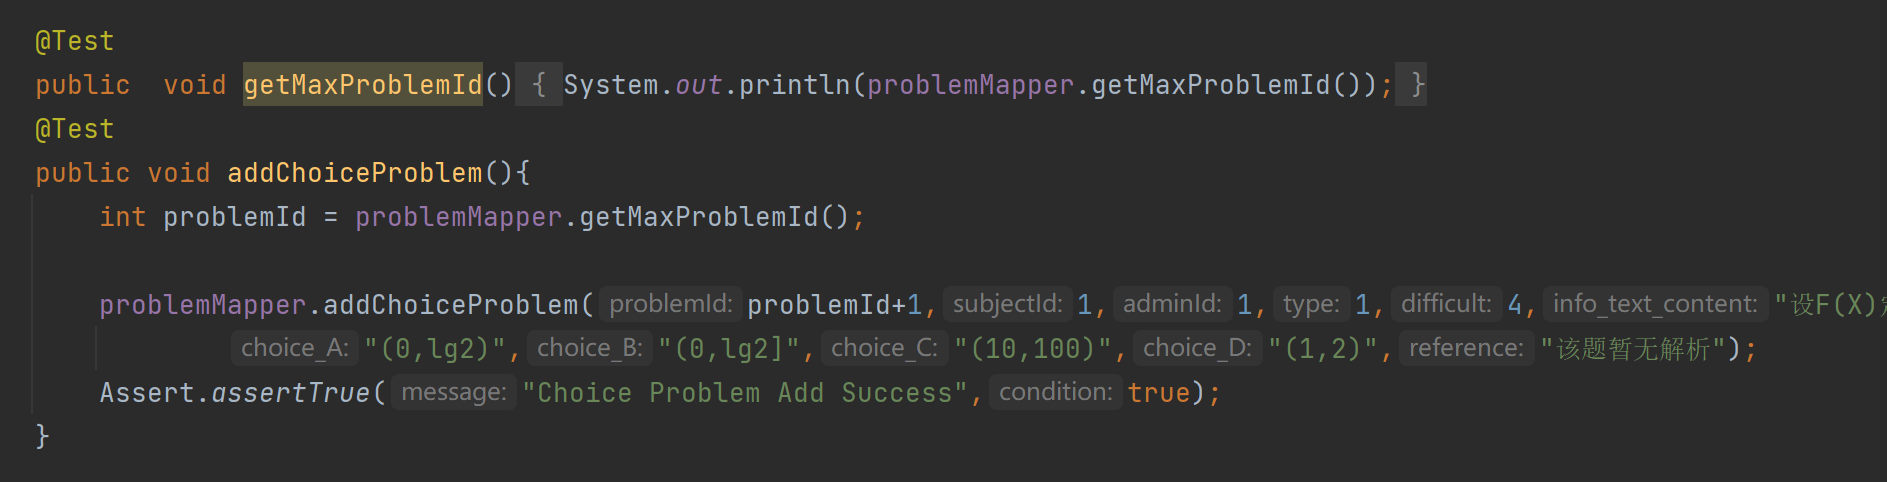 @Test
public  void getMaxProblemId() { System.out.println(problemMapper.getMaxProblemId()); }
@Test
public void addChoiceProblem(){
int problemId = problemMapper.getMaxProblemId();
problemMapper.addChoiceProblem( problemId: problemId+1, subjectId: 1, adminId: 1, type: 1, difficult: 4, info_text_content: "设F(X)
choice_A: "(0,lg2)", choice_B: "(0,lg2]", choice_C: "(10,100)", choice_D: "(1,2)", reference: "该题暂无解析");
Assert.assertTrue( message: "Choice Problem Add Success", condition: true);
}